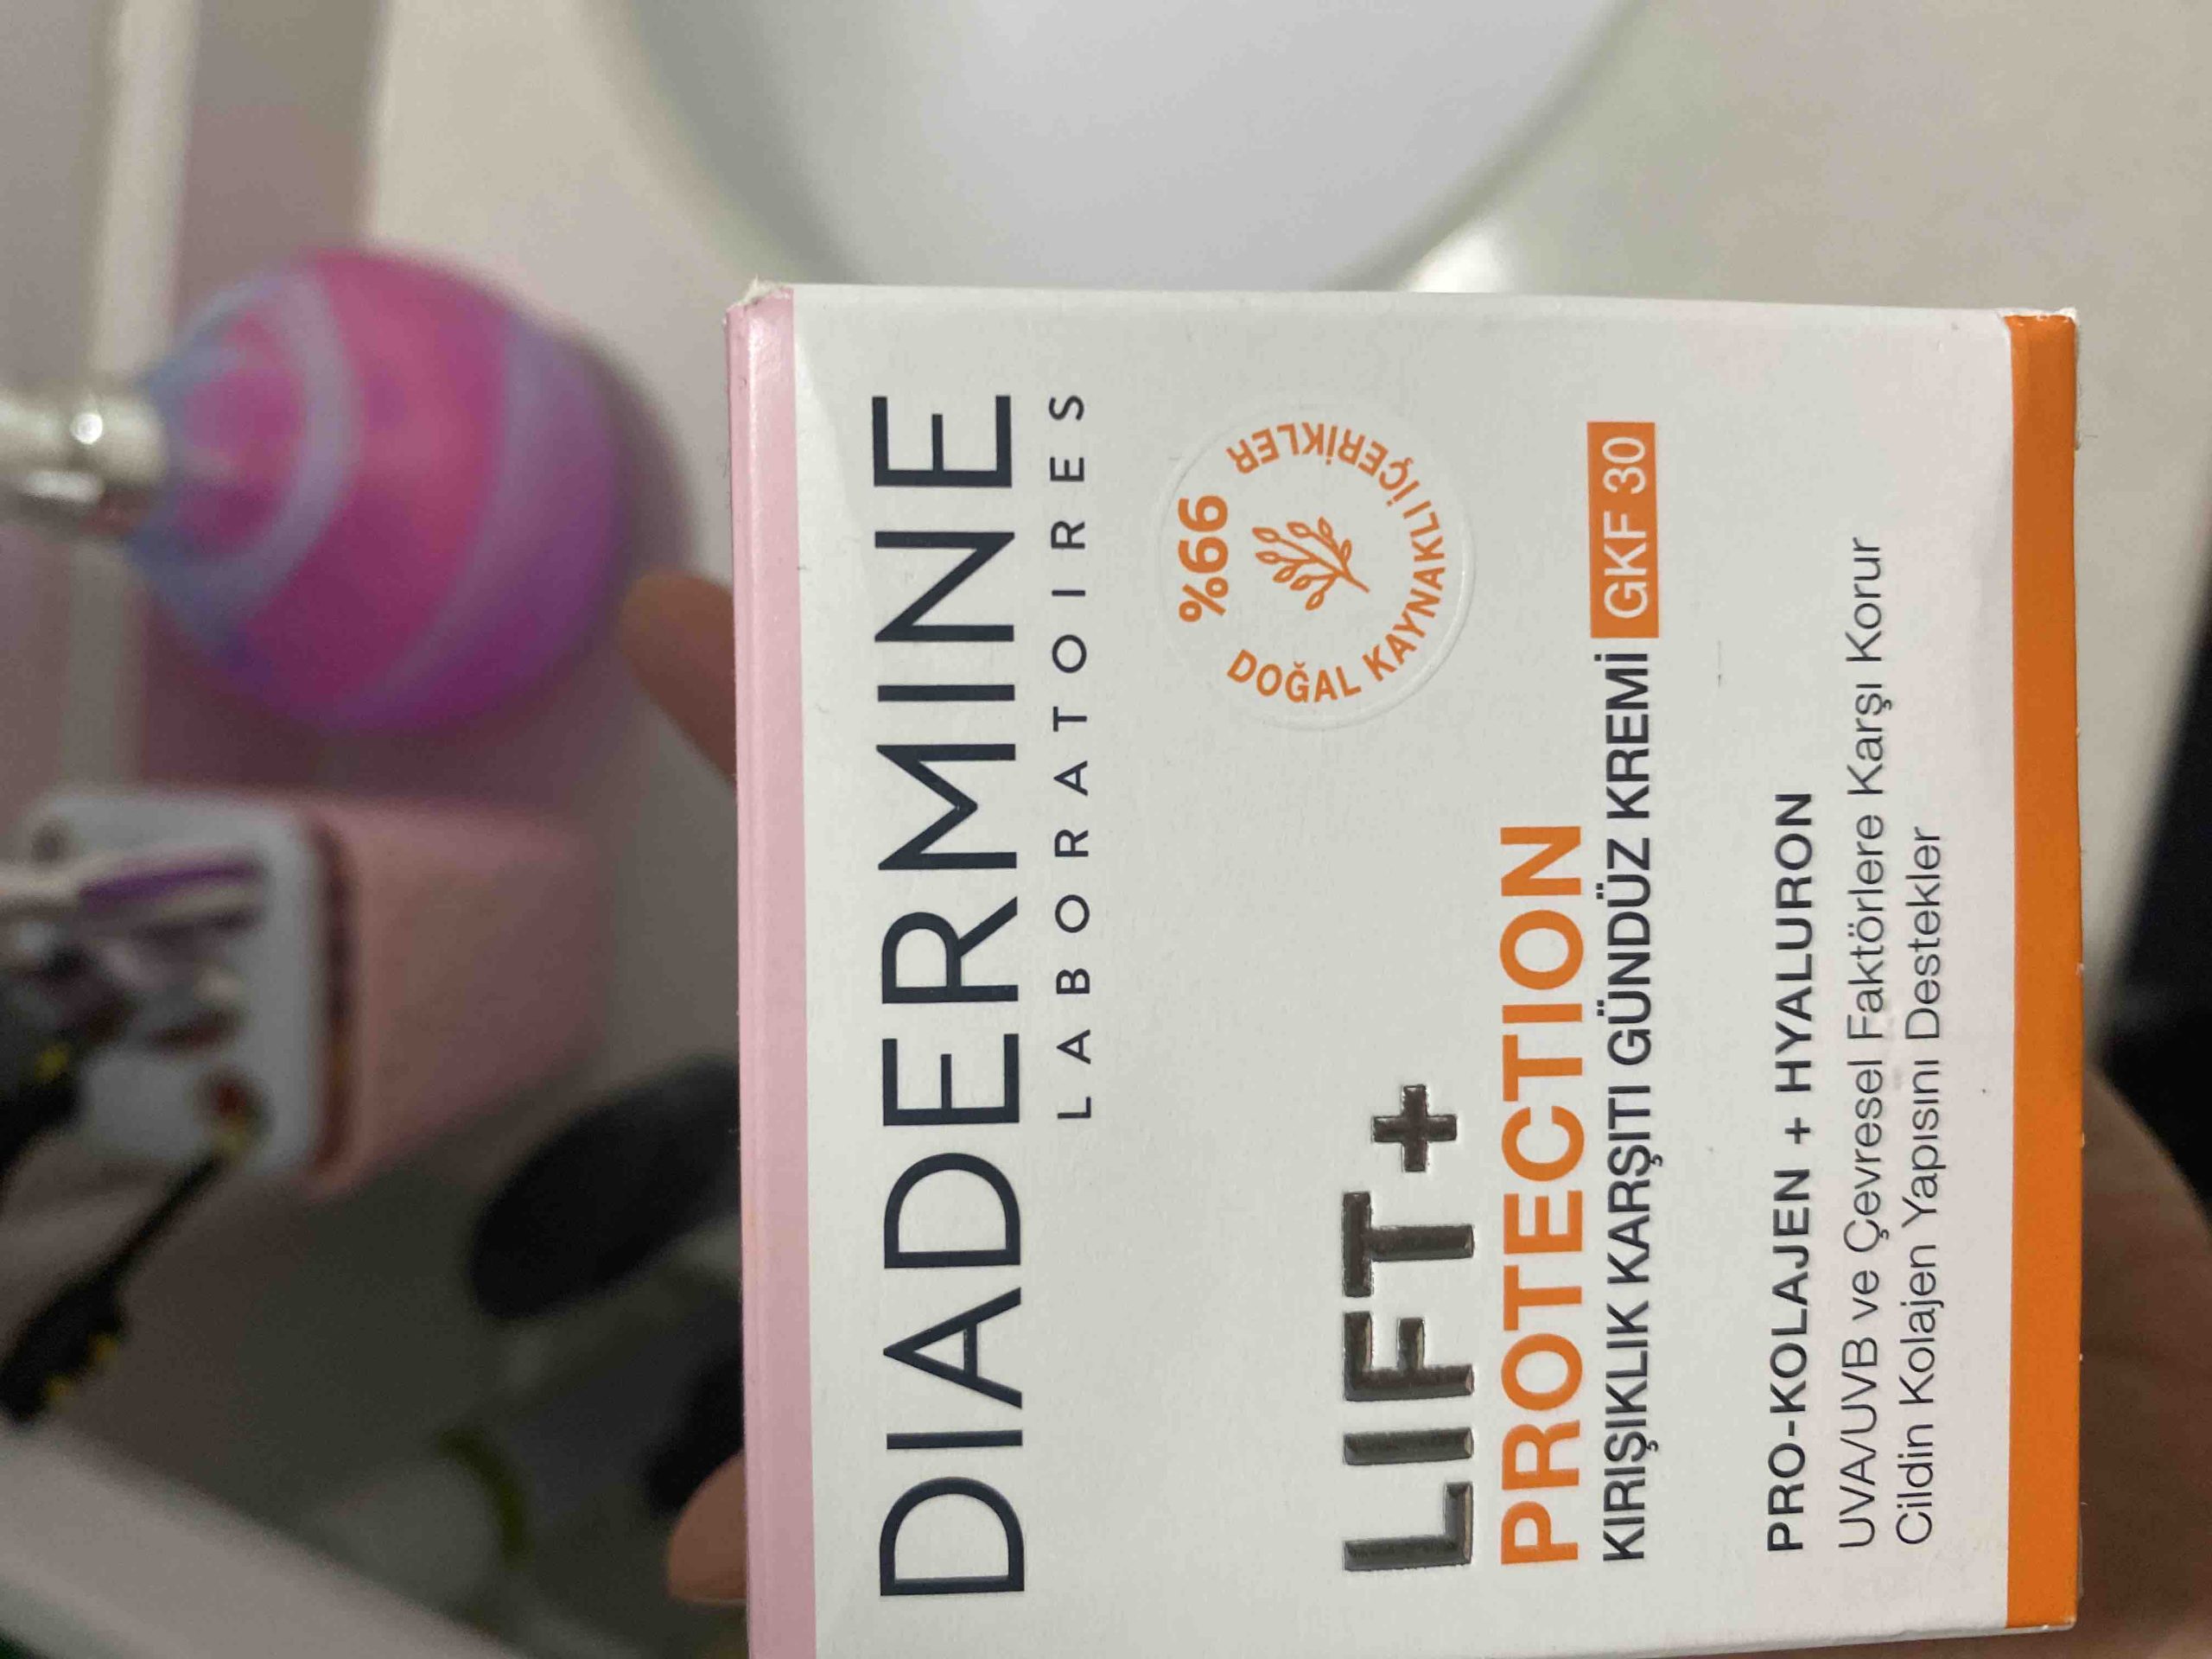 DIADERMINE
LABORATOIRES
%99
DOĞAL KAYNAKLI İÇERİKLER
LIFT+
PROTECTION
KIRIŞIKLIK KARŞITI GÜNDÜZ KREMİ GKF 30
PRO-KOLAJEN + HYALURON
UVA/UVB ve Çevresel Faktörlere Karşı Korur
Cildin Kolajen Yapısını Destekler